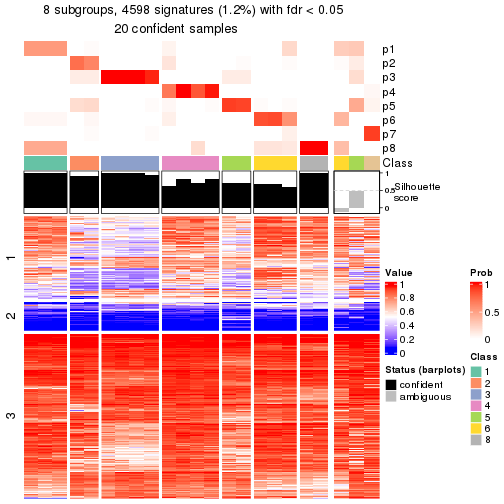 8 subgroups, 4598 signatures (1.2%) with fdr < 0.05
20 confident samples
p1
p2
p3
p4
p5
p6
p7
p8
Class
1
0.5
0
Silhouette
score
1
2
3
Value
1
0.8
0.6
0.4
0.2
0
Prob
1
0.5
0
Status (barplots)
confident
ambiguous
Class
1
2
3
4
5
6
7
8